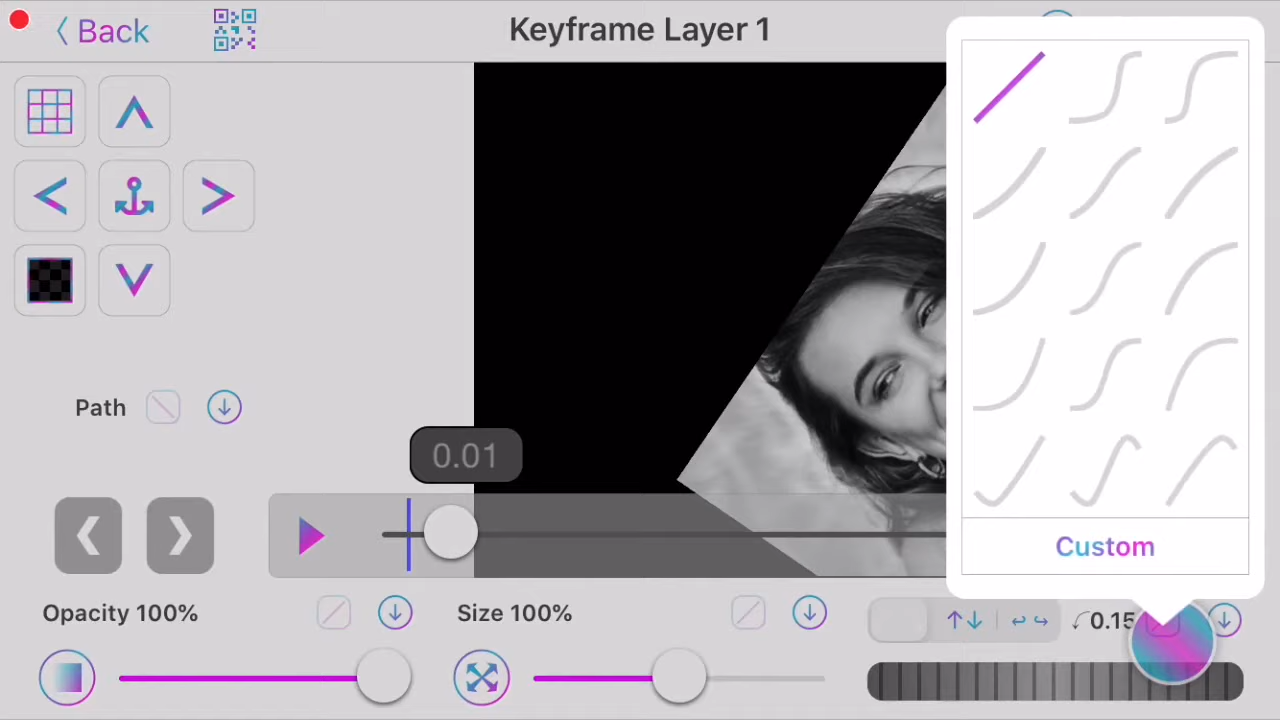 Back
Keyframe Layer 1
Path
0.01
Custom
Opacity 100%
Size 100%
0.15